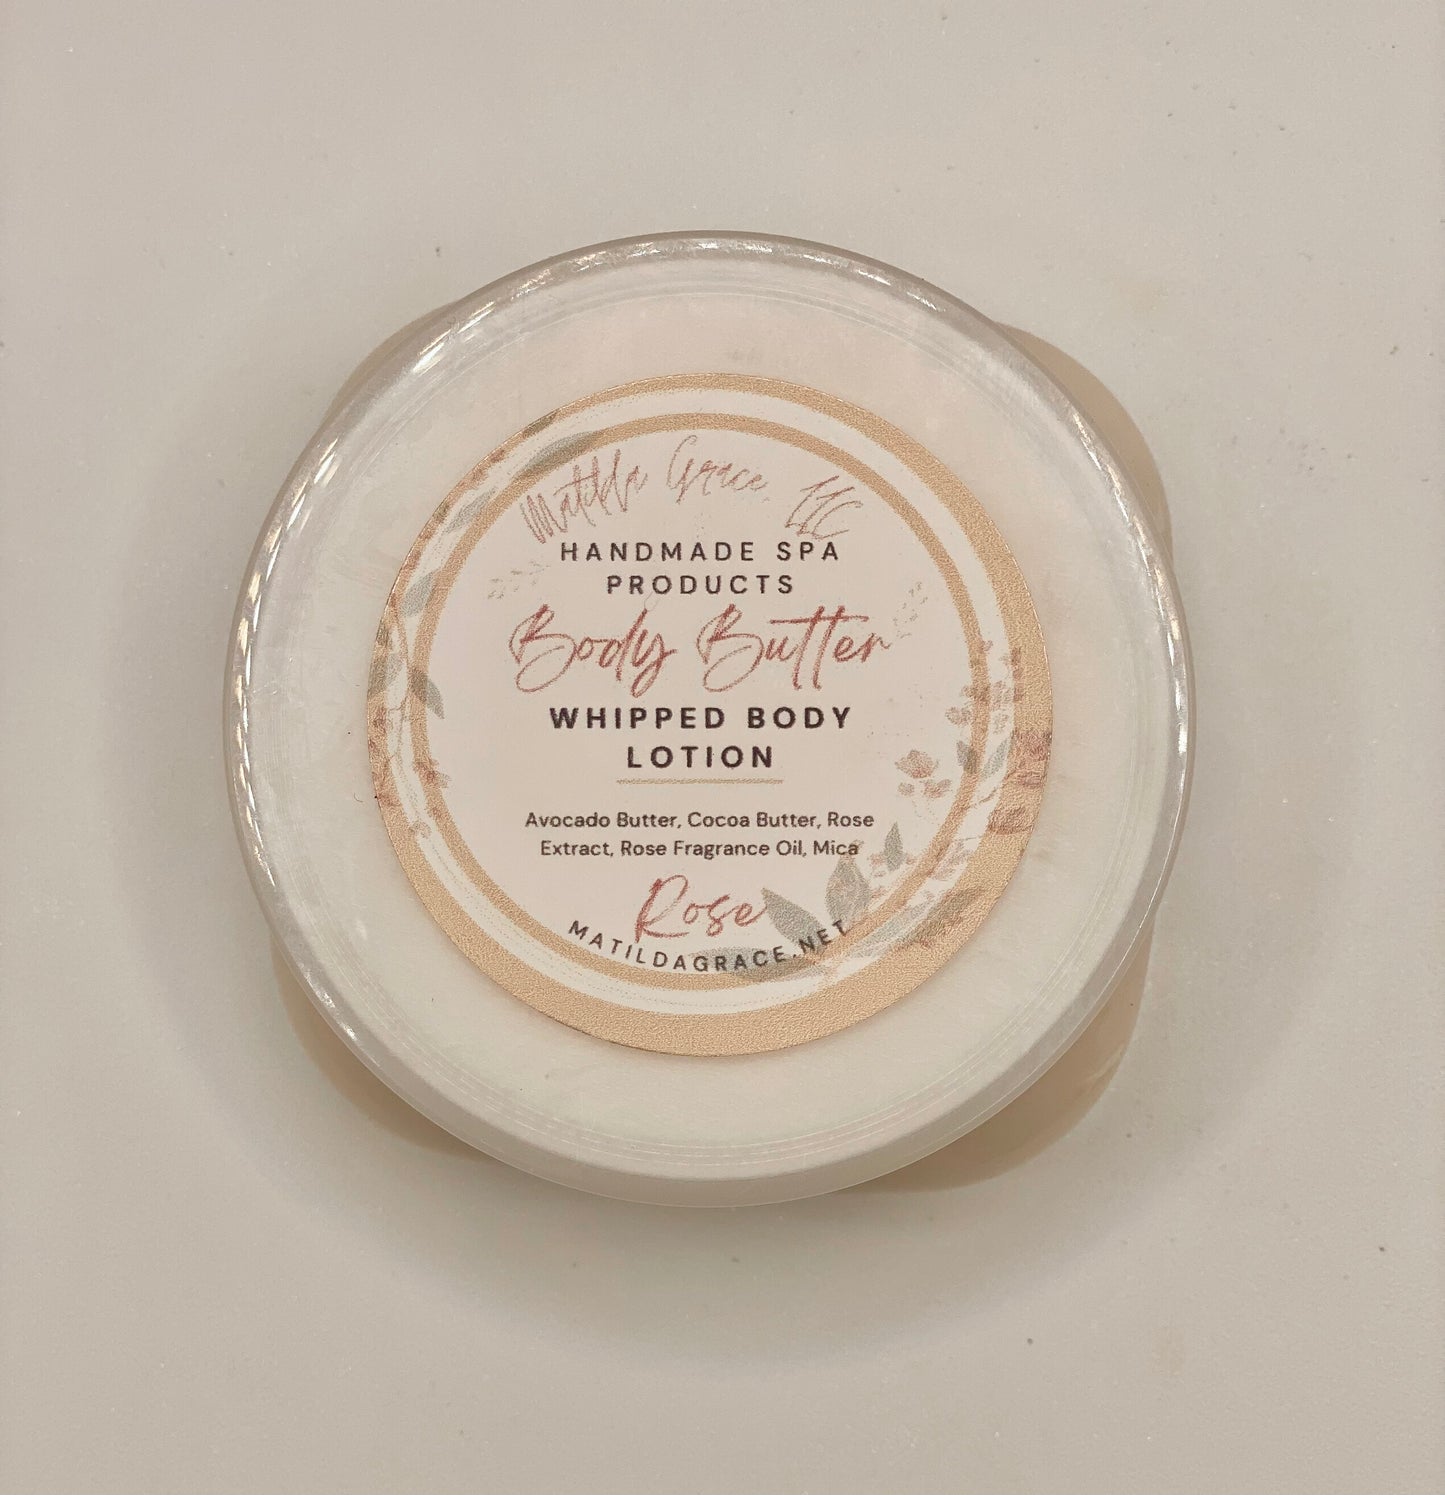 Matilda Grace, LLC
HANDMADE SPA
PRODUCTS
Body Butter
WHIPPED BODY
LOTION
Avocado Butter, Cocoa Butter, Rose
Extract, Rose Fragrance Oil, Mica
Rose
MATILDAGRACE.NET